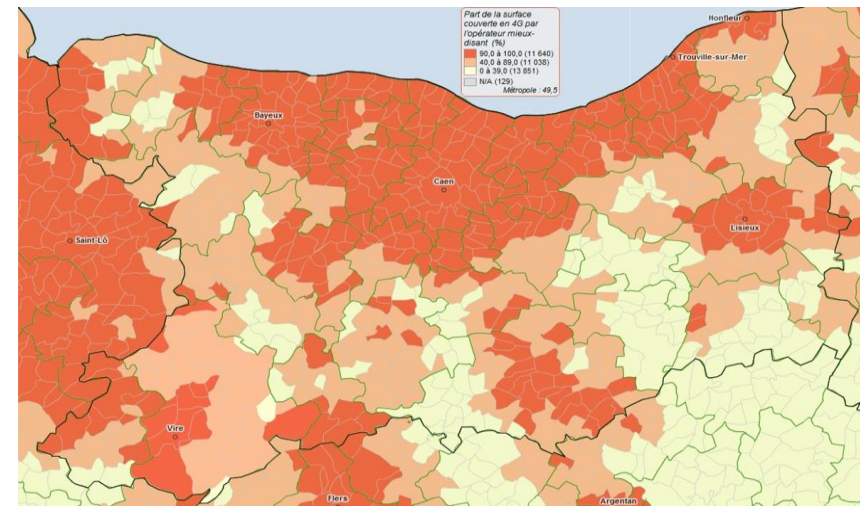 Part de la surface
couverte en 4G par
l'opérateur mieux-
disant (%)
90,0 à 100,0 (11 640)
40,0 à 89,0 (11 038)
0 à 39,0 (13 851)
N/A (129)
Métropole : 49,5
Honfleur
Trouville-sur-Mer
Bayeux
Caen
Lisieux
Saint-Lô
Vire
Flers
Argentan